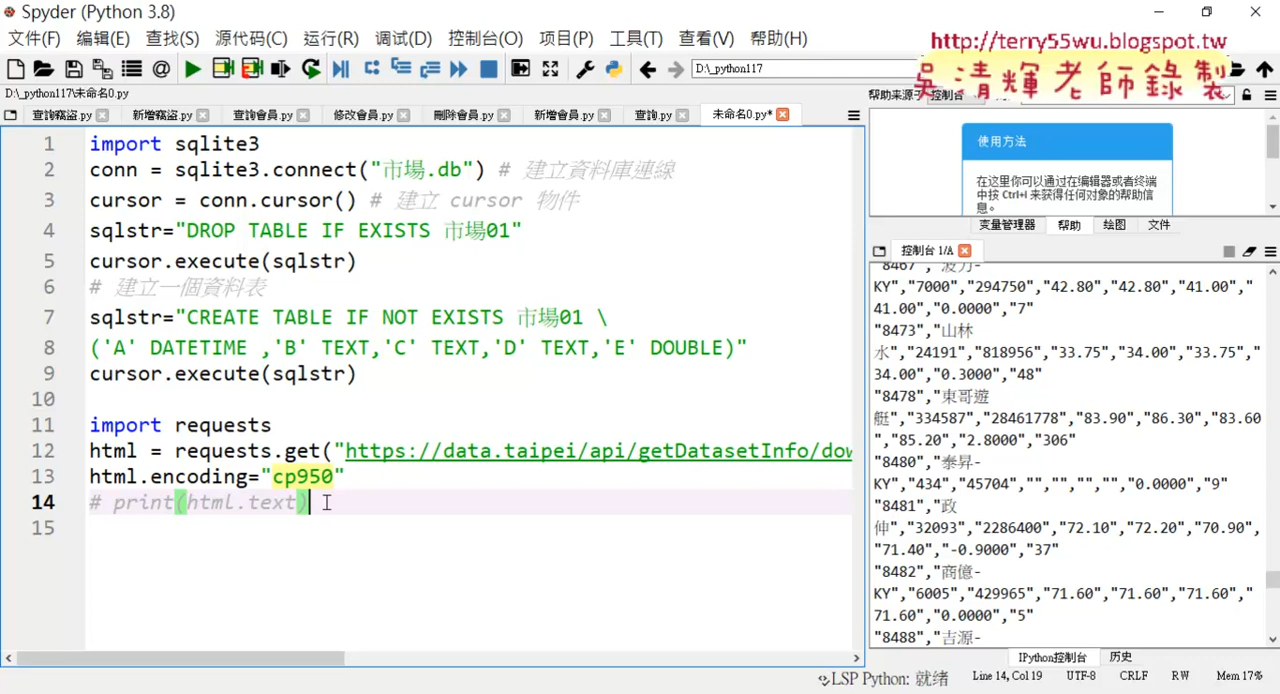 Spyder (Python 3.8)
文件(F) 编辑(E) 查找(S) 源代码(C) 运行(R) 调试(D) 控制台(O) 项目(P) 工具(T) 查看(V) 帮助(H)
http://terry55wu.blogspot.tw
吳清輝老師錄製
D:\_python117
D:\_python117\未命名0.py
帮助来源于 控制台
查詢竊盜.py 新增竊盜.py 查詢會員.py 修改會員.py 刪除會員.py 新增會員.py 查詢.py 未命名0.py*
1 import sqlite3
2 conn = sqlite3.connect("市場.db") # 建立資料庫連線
3 cursor = conn.cursor() # 建立 cursor 物件
4 sqlstr="DROP TABLE IF EXISTS 市場01"
5 cursor.execute(sqlstr)
6 # 建立一個資料表
7 sqlstr="CREATE TABLE IF NOT EXISTS 市場01 \
8 ('A' DATETIME ,'B' TEXT,'C' TEXT,'D' TEXT,'E' DOUBLE)"
9 cursor.execute(sqlstr)
10
11 import requests
12 html = requests.get("https://data.taipei/api/getDatasetInfo/dow
13 html.encoding="cp950"
14 # print(html.text)
15
使用方法
在这里你可以通过在编辑器或者终端
中按 Ctrl+I 来获得任何对象的帮助信
息。
变量管理器 帮助 绘图 文件
控制台 1/A
"8467","波力-
KY","7000","294750","42.80","42.80","41.00","
41.00","0.0000","7"
"8473","山林
水","24191","818956","33.75","34.00","33.75",
"34.00","0.3000","48"
"8478","東哥遊
艇","334587","28461778","83.90","86.30","83.60
","85.20","2.8000","306"
"8480","泰昇-
KY","434","45704","","","","","0.0000","9"
"8481","政
伸","32093","2286400","72.10","72.20","70.90",
"71.40","-0.9000","37"
"8482","商億-
KY","6005","429965","71.60","71.60","71.60","
71.60","0.0000","5"
"8488","吉源-
IPython控制台 历史
LSP Python: 就绪 Line 14, Col 19 UTF-8 CRLF RW Mem 17%